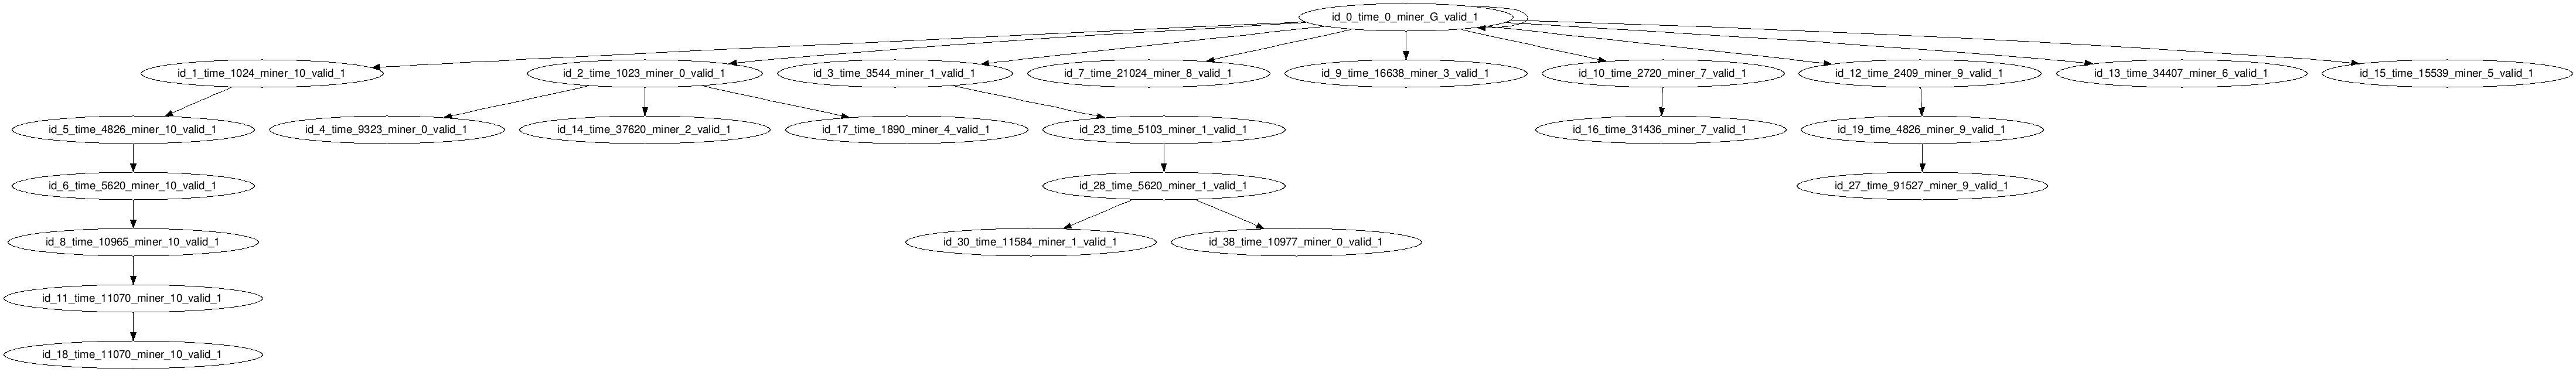 id_0_time_0_miner_G_valid_1
id_1_time_1024_miner_10_valid_1
id_2_time_1023_miner_0_valid_1
id_3_time_3544_miner_1_valid_1
id_7_time_21024_miner_8_valid_1
id_9_time_16638_miner_3_valid_1
id_10_time_2720_miner_7_valid_1
id_12_time_2409_miner_9_valid_1
id_13_time_34407_miner_6_valid_1
id_15_time_15539_miner_5_valid_1
id_5_time_4826_miner_10_valid_1
id_4_time_9323_miner_0_valid_1
id_14_time_37620_miner_2_valid_1
id_17_time_1890_miner_4_valid_1
id_23_time_5103_miner_1_valid_1
id_16_time_31436_miner_7_valid_1
id_19_time_4826_miner_9_valid_1
id_6_time_5620_miner_10_valid_1
id_28_time_5620_miner_1_valid_1
id_27_time_91527_miner_9_valid_1
id_8_time_10965_miner_10_valid_1
id_30_time_11584_miner_1_valid_1
id_38_time_10977_miner_0_valid_1
id_11_time_11070_miner_10_valid_1
id_18_time_11070_miner_10_valid_1